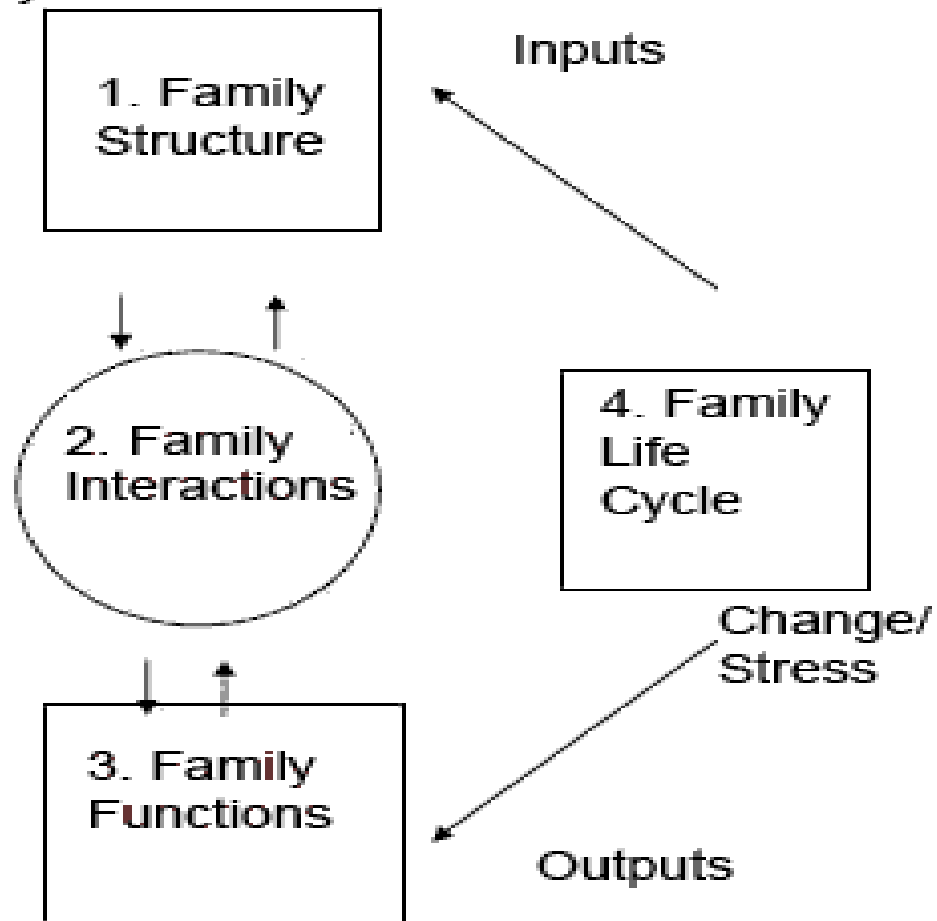 Inputs
1. Family
Structure
2. Family
Interactions
4. Family
Life
Cycle
Change/
Stress
3. Family
Functions
Outputs